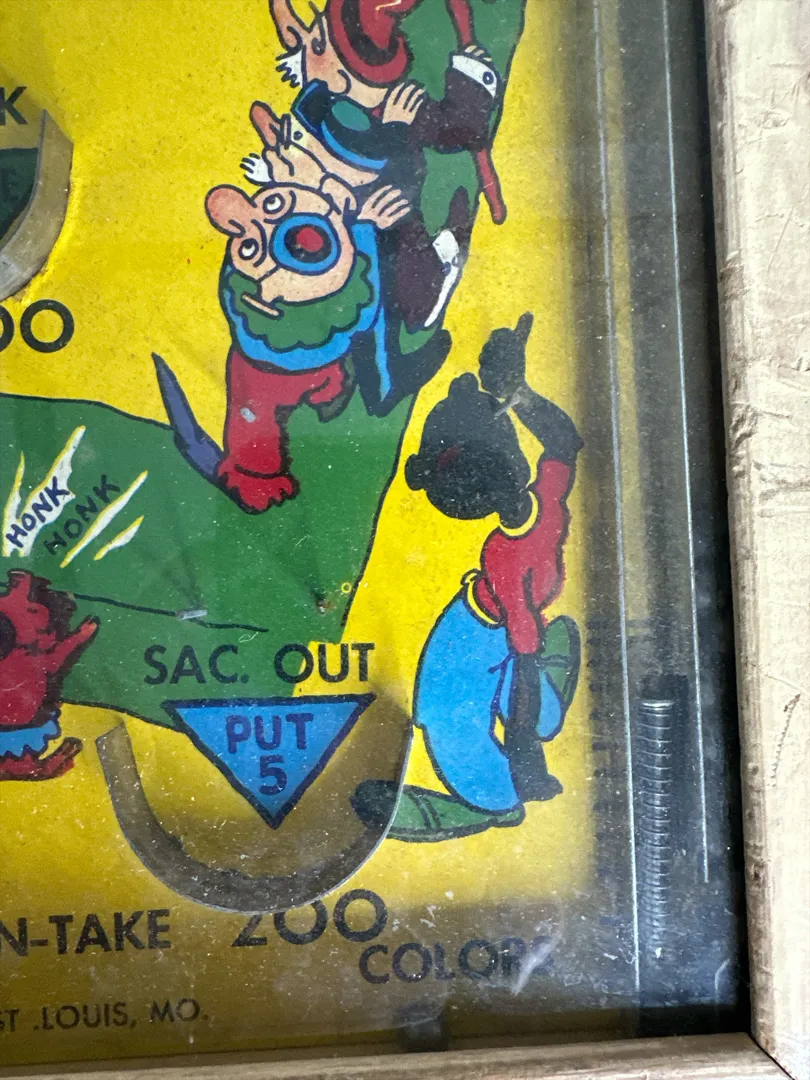 K
E
OO
HONK
HONK
SAC. OUT
PUT
5
N-TAKE 200
COLORS
ST .LOUIS, MO.